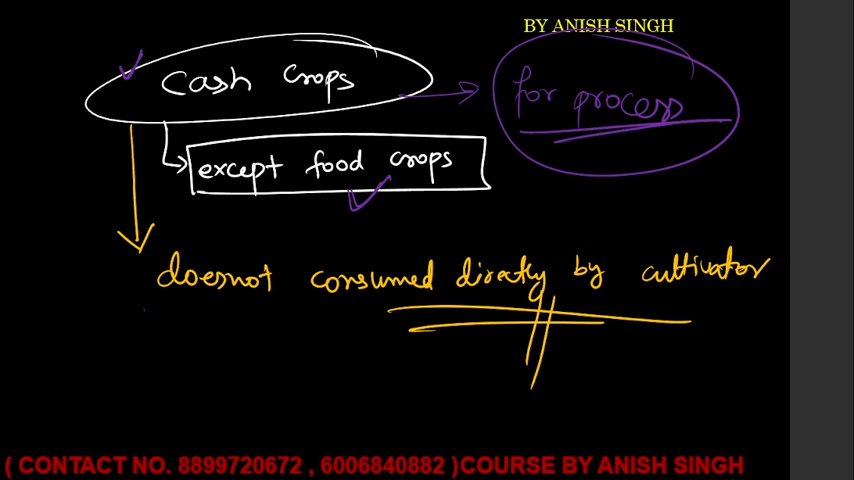 BY ANISH SINGH
Cash Crops
for process
except food crops
doesnot consumed directly by cultivator
( CONTACT NO. 8899720672 , 6006840882 )COURSE BY ANISH SINGH